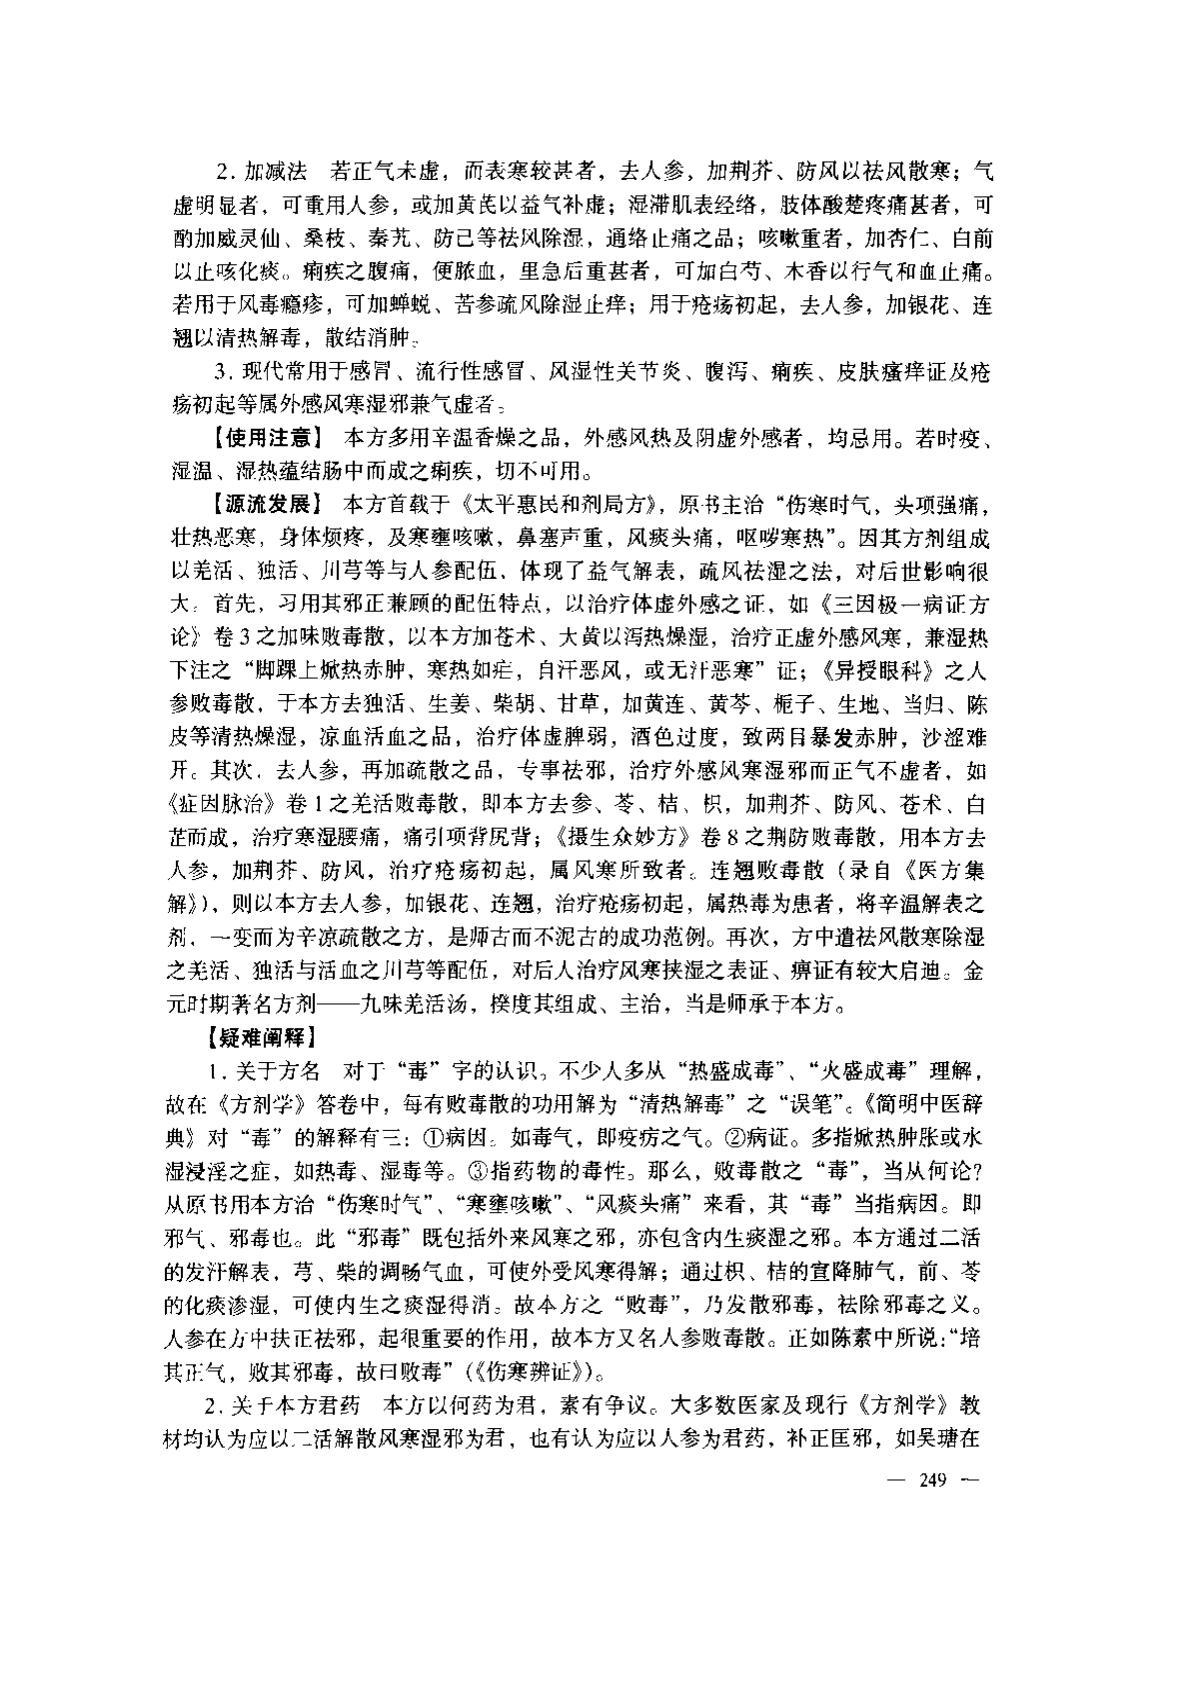 2. 加减法　若正气未虚，而表寒较甚者，去人参，加荆芥、防风以祛风散寒；气
虚明显者，可重用人参，或加黄芪以益气补虚；湿滞肌表经络，肢体酸楚疼痛甚者，可
酌加威灵仙、桑枝、秦艽、防己等祛风除湿，通络止痛之品；咳嗽重者，加杏仁、白前
以止咳化痰。痢疾之腹痛，便脓血，里急后重甚者，可加白芍、木香以行气和血止痛。
若用于风毒瘾疹，可加蝉蜕、苦参疏风除湿止痒；用于疮疡初起，去人参，加银花、连
翘以清热解毒，散结消肿。
3. 现代常用于感冒、流行性感冒、风湿性关节炎、腹泻、痢疾、皮肤瘙痒证及疮
疡初起等属外感风寒湿邪兼气虚者。
【使用注意】　本方多用辛温香燥之品，外感风热及阴虚外感者，均忌用。若时疫、
湿温、湿热蕴结肠中而成之痢疾，切不可用。
【源流发展】　本方首载于《太平惠民和剂局方》，原书主治“伤寒时气，头项强痛，
壮热恶寒，身体烦疼，及寒壅咳嗽，鼻塞声重，风痰头痛，呕哕寒热”。因其方剂组成
以羌活、独活、川芎等与人参配伍，体现了益气解表，疏风祛湿之法，对后世影响很
大。首先，习用其邪正兼顾的配伍特点，以治疗体虚外感之证，如《三因极一病证方
论》卷 3 之加味败毒散，以本方加苍术、大黄以泻热燥湿，治疗正虚外感风寒，兼湿热
下注之“脚踝上焮热赤肿，寒热如疟，自汗恶风，或无汗恶寒”证；《异授眼科》之人
参败毒散，于本方去独活、生姜、柴胡、甘草，加黄连、黄芩、栀子、生地、当归、陈
皮等清热燥湿，凉血活血之品，治疗体虚脾弱，酒色过度，致两目暴发赤肿，沙涩难
开。其次，去人参，再加疏散之品，专事祛邪，治疗外感风寒湿邪而正气不虚者，如
《症因脉治》卷 1 之羌活败毒散，即本方去参、苓、桔、枳，加荆芥、防风、苍术、白
芷而成，治疗寒湿腰痛，痛引项背尻背；《摄生众妙方》卷 8 之荆防败毒散，用本方去
人参，加荆芥、防风，治疗疮疡初起，属风寒所致者。连翘败毒散（录自《医方集
解》），则以本方去人参，加银花、连翘，治疗疮疡初起，属热毒为患者，将辛温解表之
剂，一变而为辛凉疏散之方，是师古而不泥古的成功范例。再次，方中遣祛风散寒除湿
之羌活、独活与活血之川芎等配伍，对后人治疗风寒挟湿之表证、痹证有较大启迪。金
元时期著名方剂——九味羌活汤，揆度其组成、主治，当是师承于本方。
【疑难阐释】
1. 关于方名　对于“毒”字的认识，不少人多从“热盛成毒”、“火盛成毒”理解，
故在《方剂学》答卷中，每有败毒散的功用解为“清热解毒”之“误笔”。《简明中医辞
典》对“毒”的解释有三：①病因。如毒气，即疫疠之气。②病证。多指焮热肿胀或水
湿浸淫之症，如热毒、湿毒等。③指药物的毒性。那么，败毒散之“毒”，当从何论?
从原书用本方治“伤寒时气”、“寒壅咳嗽”、“风痰头痛”来看，其“毒”当指病因。即
邪气、邪毒也。此“邪毒”既包括外来风寒之邪，亦包含内生痰湿之邪。本方通过二活
的发汗解表，芎、柴的调畅气血，可使外受风寒得解；通过枳、桔的宣降肺气，前、苓
的化痰渗湿，可使内生之痰湿得消。故本方之“败毒”，乃发散邪毒，祛除邪毒之义。
人参在方中扶正祛邪，起很重要的作用，故本方又名人参败毒散。正如陈素中所说：“培
其正气，败其邪毒，故曰败毒”（《伤寒辨证》）。
2. 关于本方君药　本方以何药为君，素有争议。大多数医家及现行《方剂学》教
材均认为应以二活解散风寒湿邪为君，也有认为应以人参为君药，补正匡邪，如吴瑭在
— 249 —